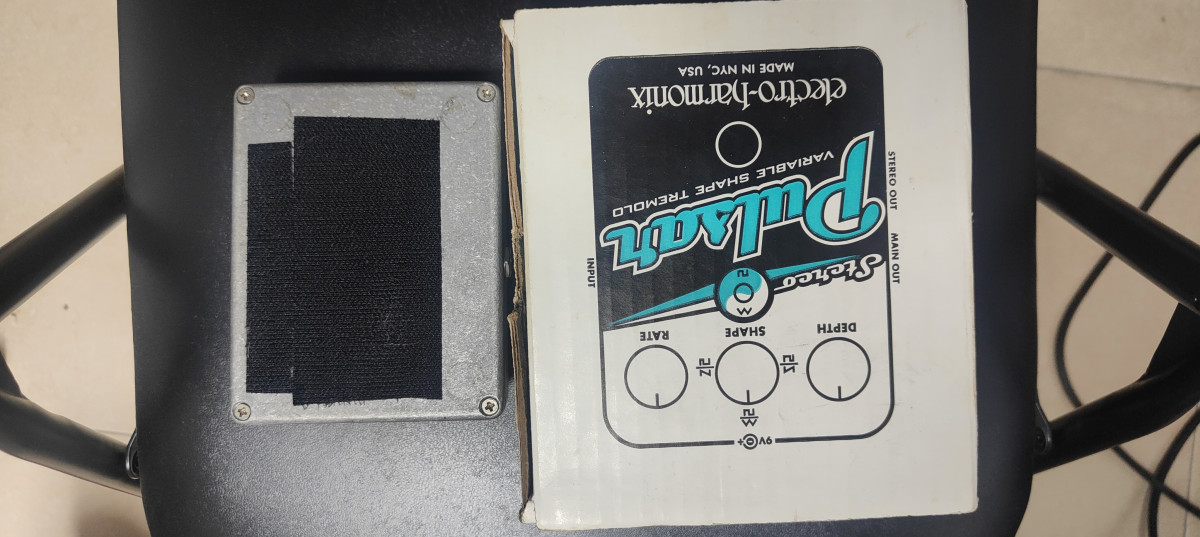 9V
DEPTH
SHAPE
RATE
Stereo
MAIN OUT
INPUT
Pulsar
VARIABLE SHAPE TREMOLO
STEREO OUT
electro-harmonix
MADE IN NYC, USA